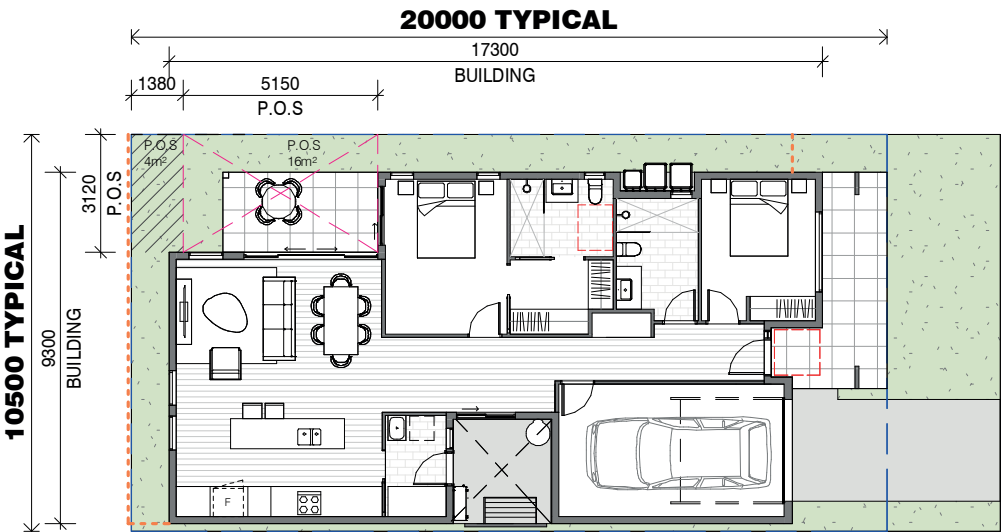 20000 TYPICAL
17300
BUILDING
1380
5150
P.O.S
P.O.S
4m²
P.O.S
16m²
3120
P.O.S
10500 TYPICAL
9300
BUILDING
F